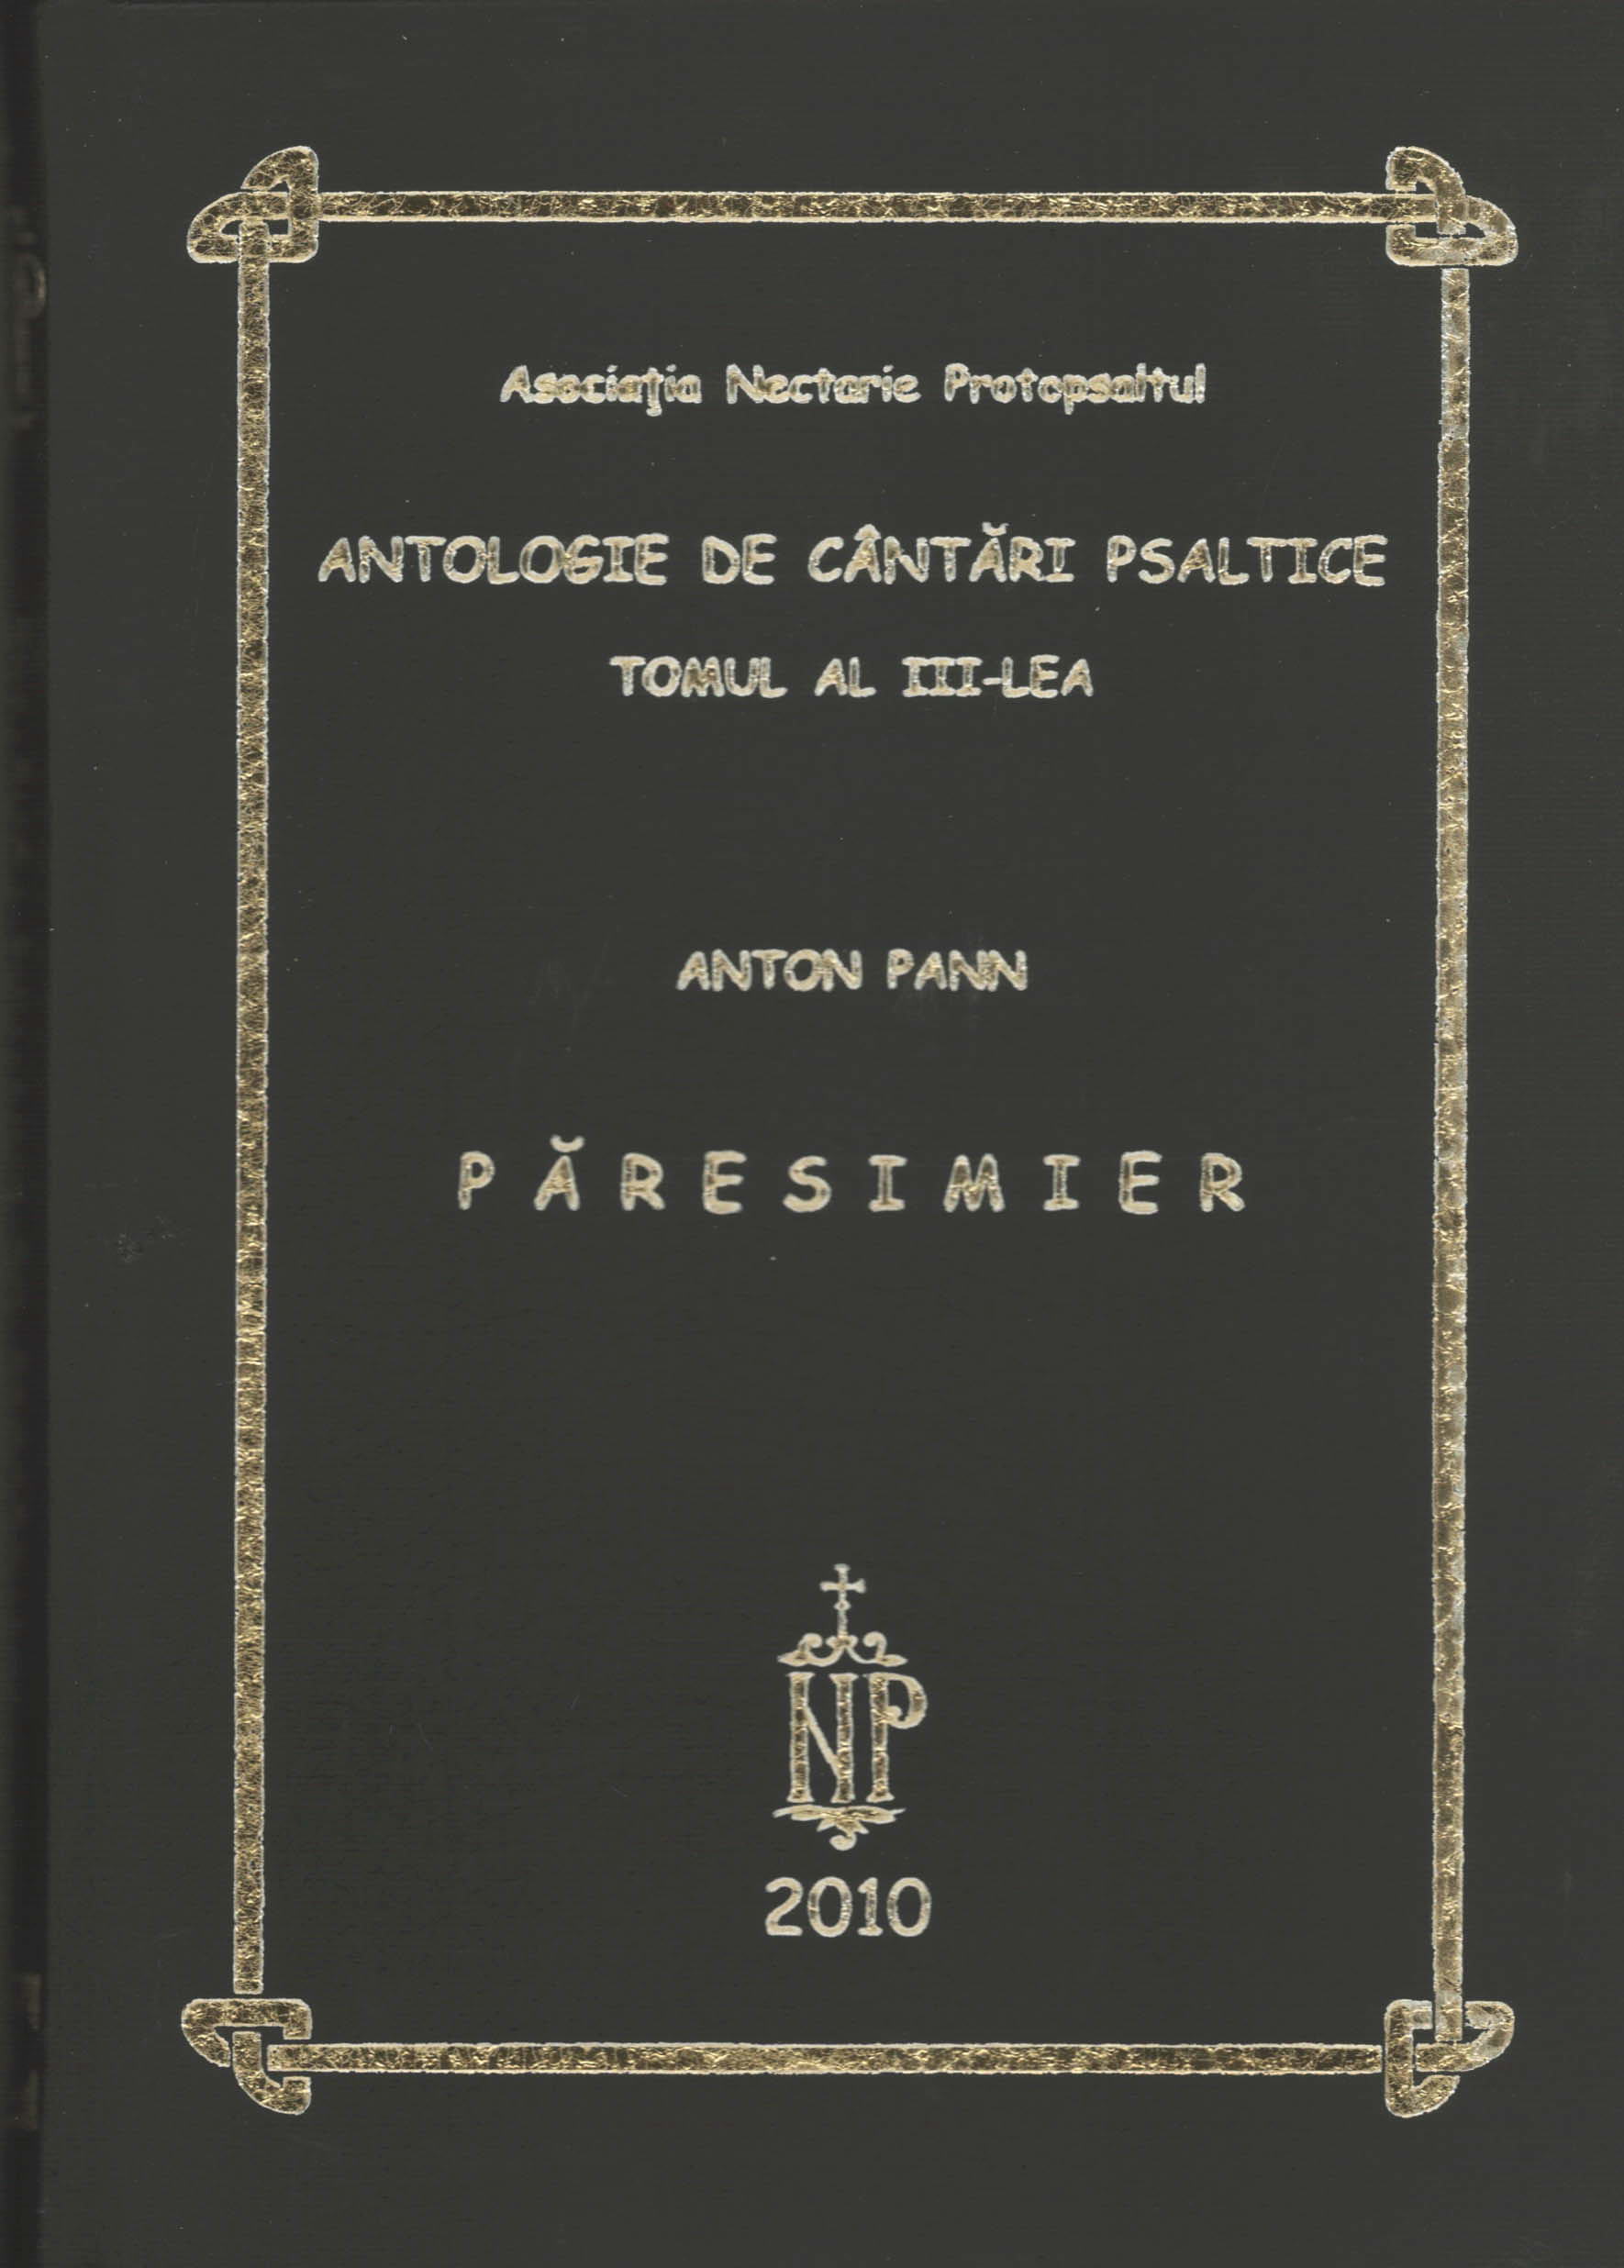 Asociaţia Nectarie Protopsaltul
ANTOLOGIE DE CÂNTĂRI PSALTICE
TOMUL AL III-LEA
ANTON PANN
PĂRESIMIER
NP
2010